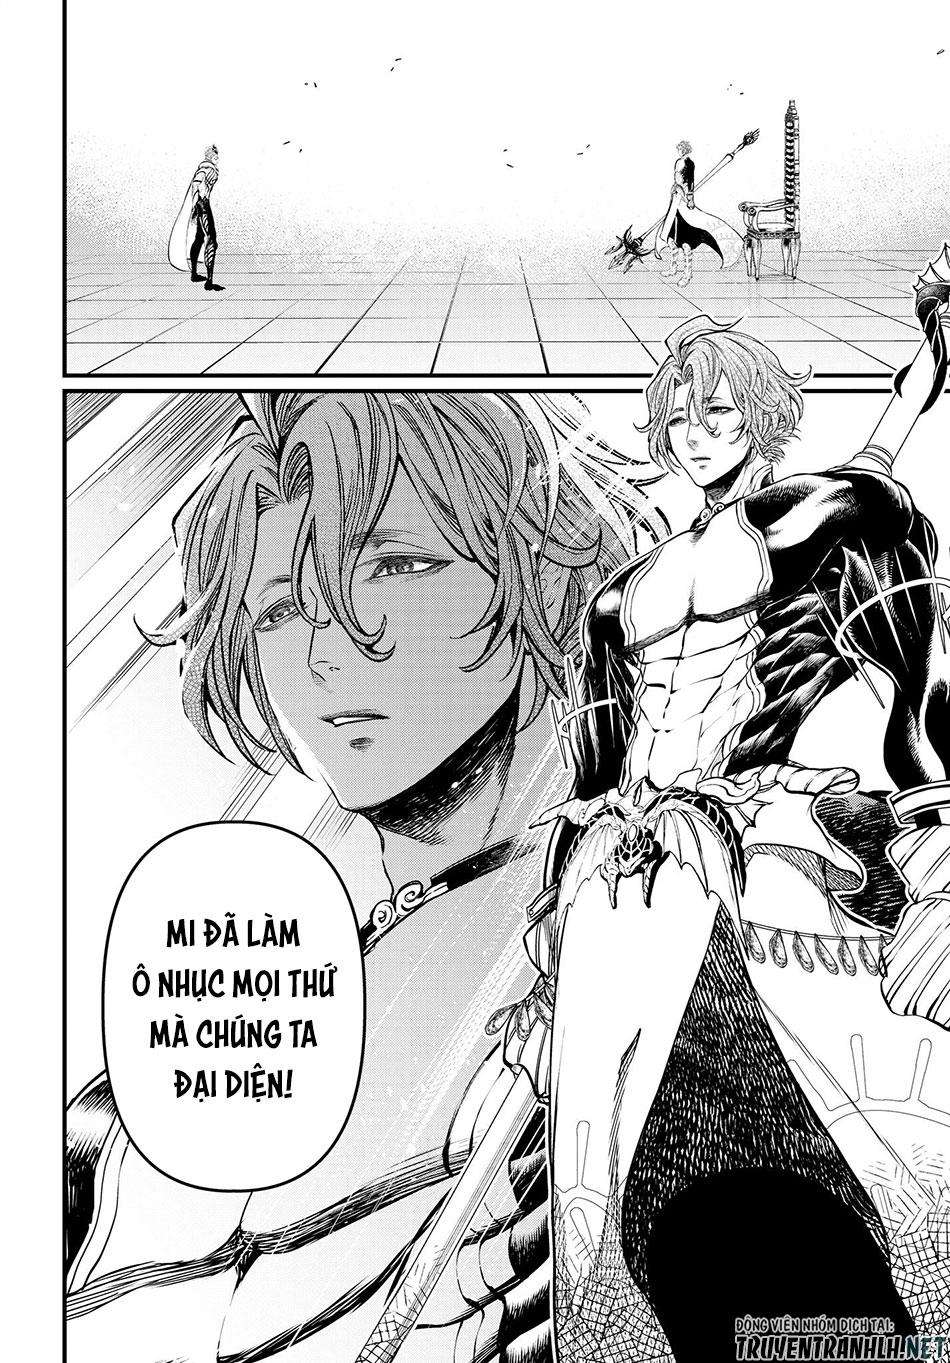 MI ĐÃ LÀM
Ô NHỤC MỌI THỨ
MÀ CHÚNG TA
ĐẠI DIỆN!
ĐỘNG VIÊN NHÓM DỊCH TẠI:
TRUYENTRANHLH.NET